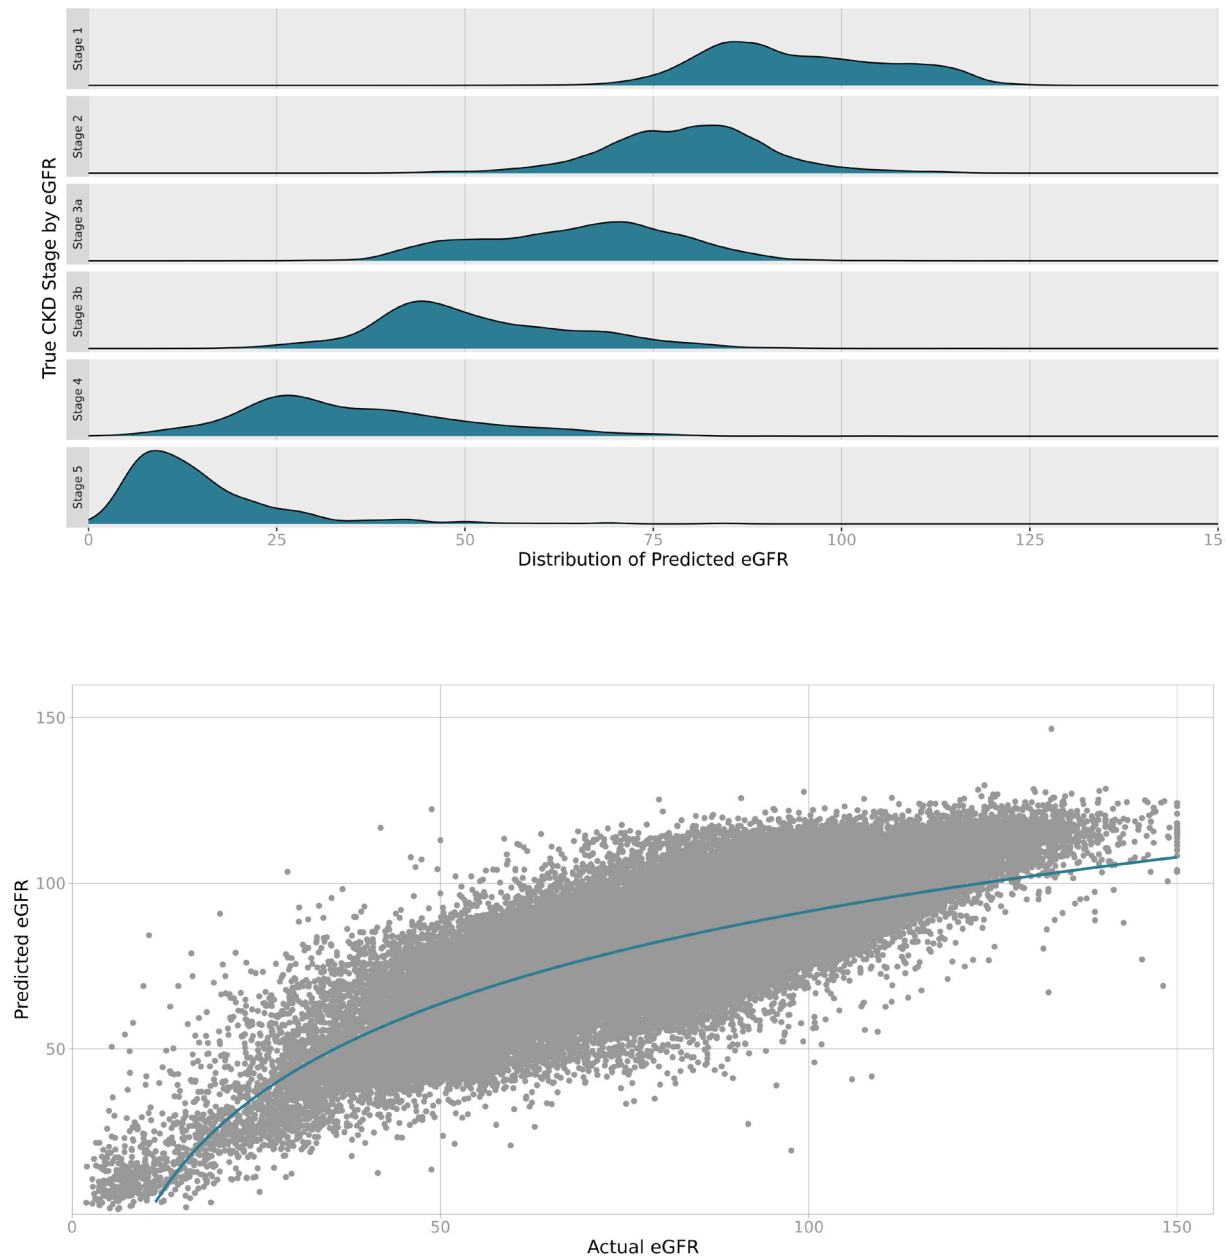 True CKD Stage by eGFR
Stage 1
Stage 2
Stage 3a
Stage 3b
Stage 4
Stage 5
0 25 50 75 100 125 15
Distribution of Predicted eGFR
Predicted eGFR
150
100
50
0 50 100 150
Actual eGFR